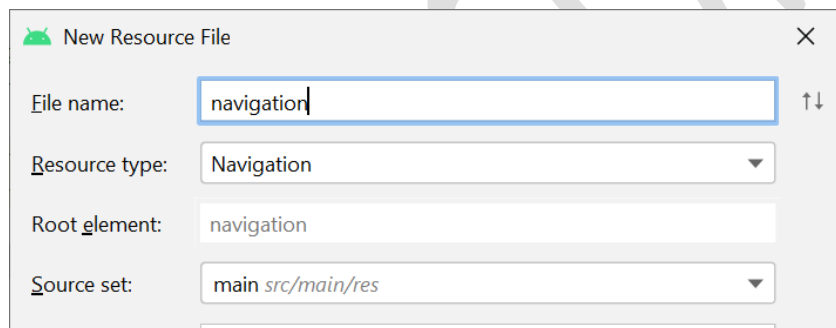 New Resource File
File name: navigation
Resource type: Navigation
Root element: navigation
Source set: main src/main/res